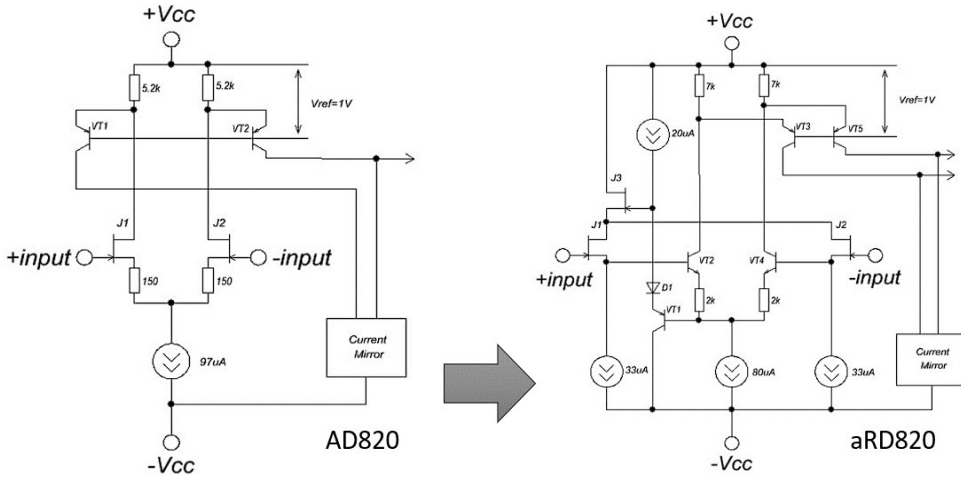 +Vcc
5.2k
5.2k
Vref=1V
VT1
VT2
J1
J2
+input
-input
150
150
97uA
Current
Mirror
AD820
-Vcc
+Vcc
7k
7k
Vref=1V
20uA
VT3
VT5
J3
J1
J2
+input
-input
VT2
VT4
D1
2k
2k
VT1
33uA
80uA
33uA
Current
Mirror
aRD820
-Vcc